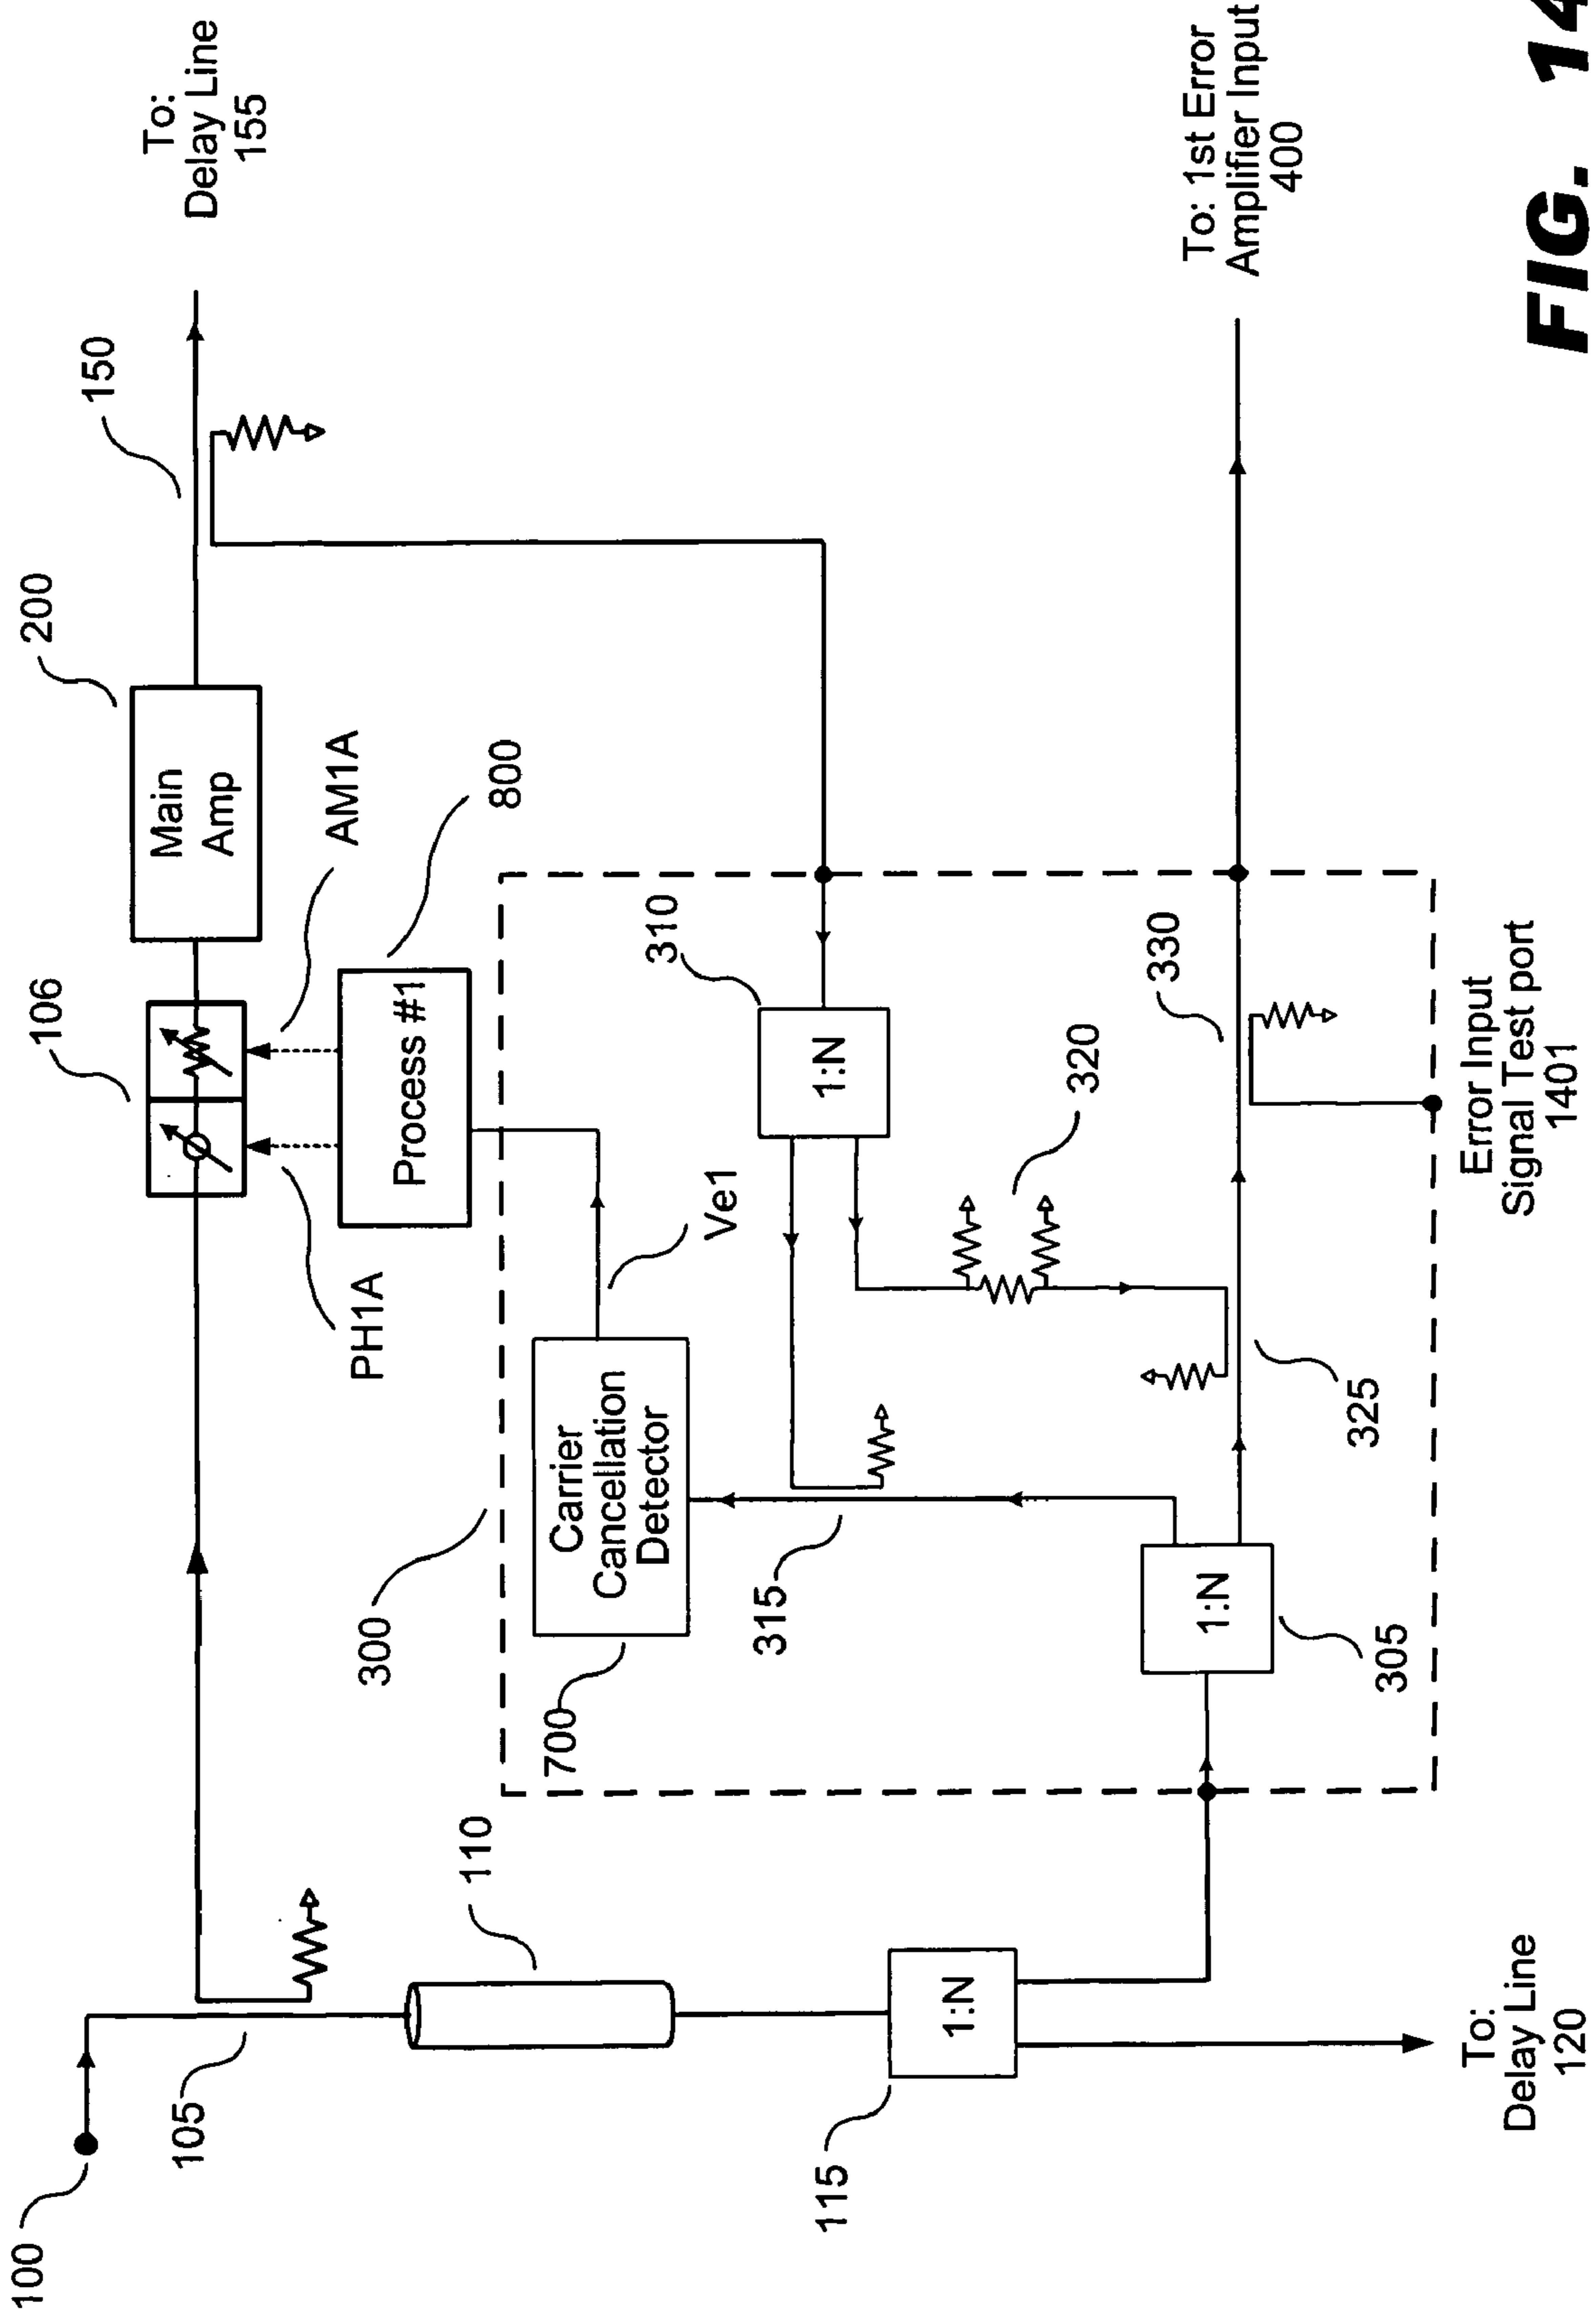 100
105
110
115
1:N
To:
Delay Line
120
106
PH1A
AM1A
Process #1
800
Main
Amp
200
150
To:
Delay Line
155
300
700
Carrier
Cancellation
Detector
Ve1
315
310
1:N
320
305
1:N
325
330
Error Input
Signal Test port
1401
To: 1st Error
Amplifier Input
400
FIG. 14